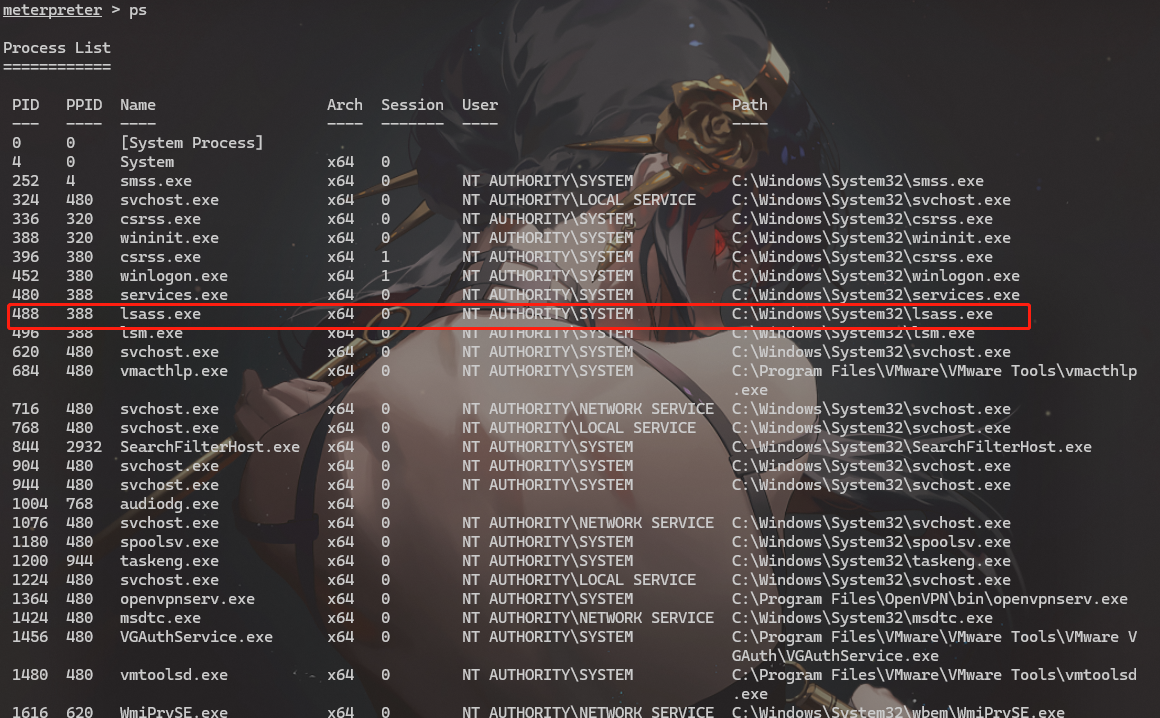 meterpreter > ps
Process List
============
PID PPID Name Arch Session User Path
--- ---- ---- ---- ------- ---- ----
0 0 [System Process]
4 0 System x64 0
252 4 smss.exe x64 0 NT AUTHORITY\SYSTEM C:\Windows\System32\smss.exe
324 480 svchost.exe x64 0 NT AUTHORITY\LOCAL SERVICE C:\Windows\System32\svchost.exe
336 320 csrss.exe x64 0 NT AUTHORITY\SYSTEM C:\Windows\System32\csrss.exe
388 320 wininit.exe x64 0 NT AUTHORITY\SYSTEM C:\Windows\System32\wininit.exe
396 380 csrss.exe x64 1 NT AUTHORITY\SYSTEM C:\Windows\System32\csrss.exe
452 380 winlogon.exe x64 1 NT AUTHORITY\SYSTEM C:\Windows\System32\winlogon.exe
480 388 services.exe x64 0 NT AUTHORITY\SYSTEM C:\Windows\System32\services.exe
488 388 lsass.exe x64 0 NT AUTHORITY\SYSTEM C:\Windows\System32\lsass.exe
496 388 lsm.exe x64 0 NT AUTHORITY\SYSTEM C:\Windows\System32\lsm.exe
620 480 svchost.exe x64 0 NT AUTHORITY\SYSTEM C:\Windows\System32\svchost.exe
684 480 vmacthlp.exe x64 0 NT AUTHORITY\SYSTEM C:\Program Files\VMware\VMware Tools\vmacthlp
.exe
716 480 svchost.exe x64 0 NT AUTHORITY\NETWORK SERVICE C:\Windows\System32\svchost.exe
768 480 svchost.exe x64 0 NT AUTHORITY\LOCAL SERVICE C:\Windows\System32\svchost.exe
844 2932 SearchFilterHost.exe x64 0 NT AUTHORITY\SYSTEM C:\Windows\System32\SearchFilterHost.exe
904 480 svchost.exe x64 0 NT AUTHORITY\SYSTEM C:\Windows\System32\svchost.exe
944 480 svchost.exe x64 0 NT AUTHORITY\SYSTEM C:\Windows\System32\svchost.exe
1004 768 audiodg.exe x64 0
1076 480 svchost.exe x64 0 NT AUTHORITY\NETWORK SERVICE C:\Windows\System32\svchost.exe
1180 480 spoolsv.exe x64 0 NT AUTHORITY\SYSTEM C:\Windows\System32\spoolsv.exe
1200 944 taskeng.exe x64 0 NT AUTHORITY\SYSTEM C:\Windows\System32\taskeng.exe
1224 480 svchost.exe x64 0 NT AUTHORITY\LOCAL SERVICE C:\Windows\System32\svchost.exe
1364 480 openvpnserv.exe x64 0 NT AUTHORITY\SYSTEM C:\Program Files\OpenVPN\bin\openvpnserv.exe
1424 480 msdtc.exe x64 0 NT AUTHORITY\NETWORK SERVICE C:\Windows\System32\msdtc.exe
1456 480 VGAuthService.exe x64 0 NT AUTHORITY\SYSTEM C:\Program Files\VMware\VMware Tools\VMware V
GAuth\VGAuthService.exe
1480 480 vmtoolsd.exe x64 0 NT AUTHORITY\SYSTEM C:\Program Files\VMware\VMware Tools\vmtoolsd
.exe
1616 620 WmiPrvSE.exe x64 0 NT AUTHORITY\NETWORK SERVICE C:\Windows\System32\wbem\WmiPrvSE.exe